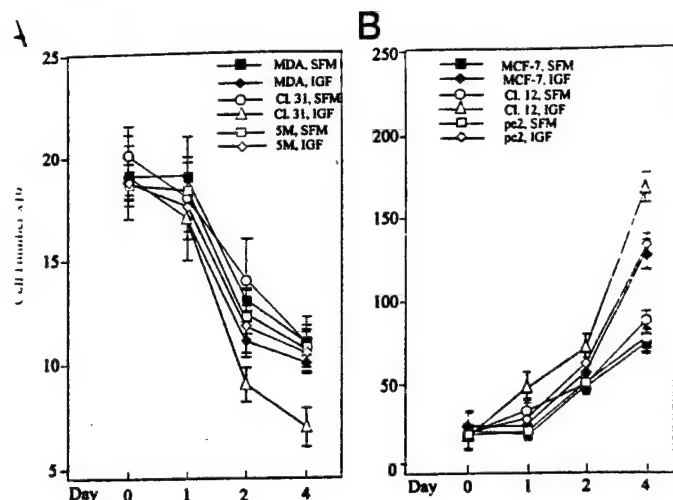 B
25
20
15
10
5
MDA, SFM
MDA, IGF
Cl. 31, SFM
Cl. 31, IGF
5M, SFM
5M, IGF
Day 0 1 2 4
250
200
150
100
50
0
MCF-7, SFM
MCF-7, IGF
Cl. 12, SFM
Cl. 12, IGF
pc2, SFM
pc2, IGF
Day 0 1 2 4